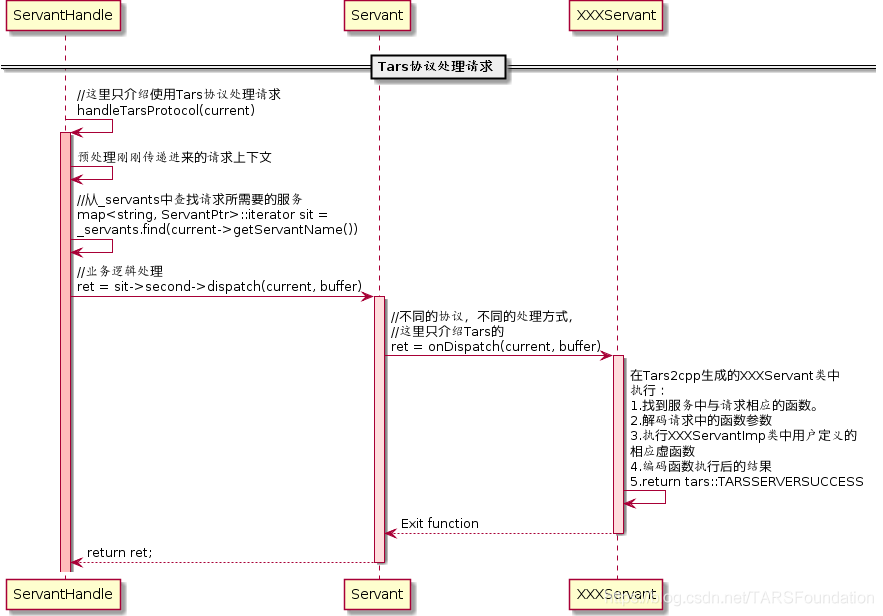 ServantHandle
Servant
XXXServant
Tars协议处理请求
//这里只介绍使用Tars协议处理请求
handleTarsProtocol(current)
预处理刚刚传递进来的请求上下文
//从_servants中查找请求所需要的服务
map<string, ServantPtr>::iterator sit =
_servants.find(current->getServantName())
//业务逻辑处理
ret = sit->second->dispatch(current, buffer)
//不同的协议，不同的处理方式，
//这里只介绍Tars的
ret = onDispatch(current, buffer)
在Tars2cpp生成的XXXServant类中
执行：
1.找到服务中与请求相应的函数。
2.解码请求中的函数参数
3.执行XXXServantImp类中用户定义的
相应虚函数
4.编码函数执行后的结果
5.return tars::TARSSERVERSUCCESS
Exit function
return ret;
ServantHandle
Servant
XXXServant
https://blog.csdn.net/TARSFoundation